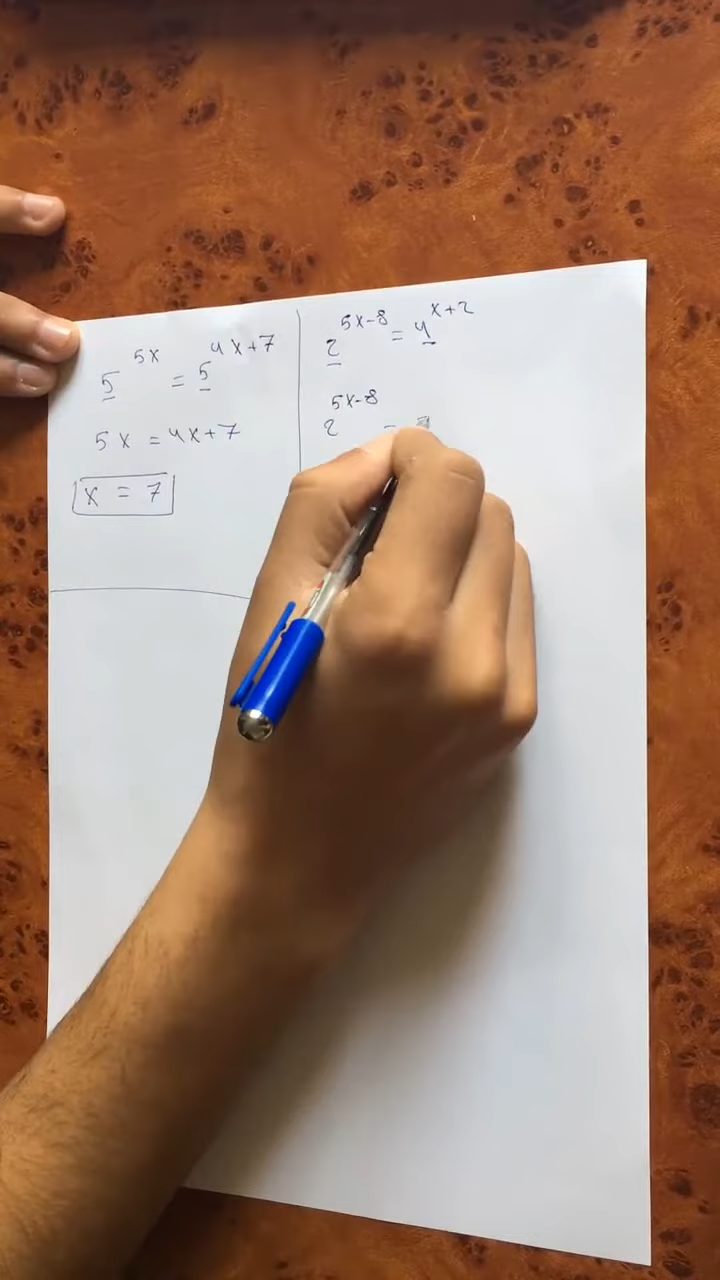 5^{5x} = 5^{4x+7}
5x = 4x+7
x = 7
2^{5x-8} = 4^{x+2}
2^{5x-8} =